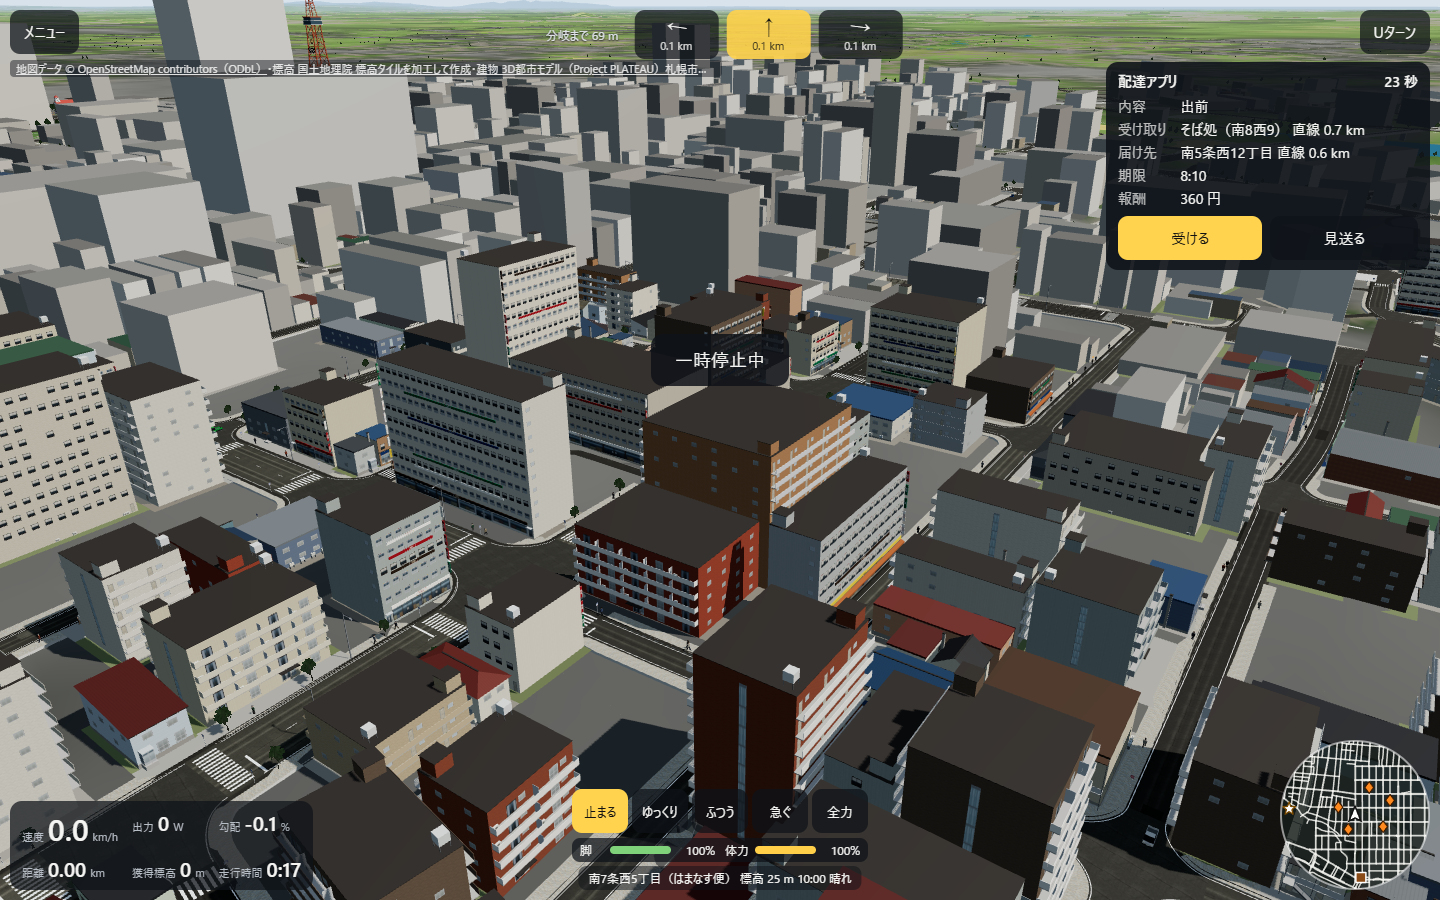 メニュー
分岐まで 69 m
← 0.1 km
↑ 0.1 km
→ 0.1 km
Uターン
地図データ © OpenStreetMap contributors（ODbL）・標高 国土地理院 標高タイルを加工して作成・建物 3D都市モデル（Project PLATEAU）札幌市...
配達アプリ 23 秒
内容 出前
受け取り そば処（南8西9） 直線 0.7 km
届け先 南5条西12丁目 直線 0.6 km
期限 8:10
報酬 360 円
受ける 見送る
一時停止中
速度 0.0 km/h 出力 0 W 勾配 -0.1 %
距離 0.00 km 獲得標高 0 m 走行時間 0:17
止まる ゆっくり ふつう 急ぐ 全力
脚 100% 体力 100%
南7条西5丁目（はまなす便） 標高 25 m 10:00 晴れ